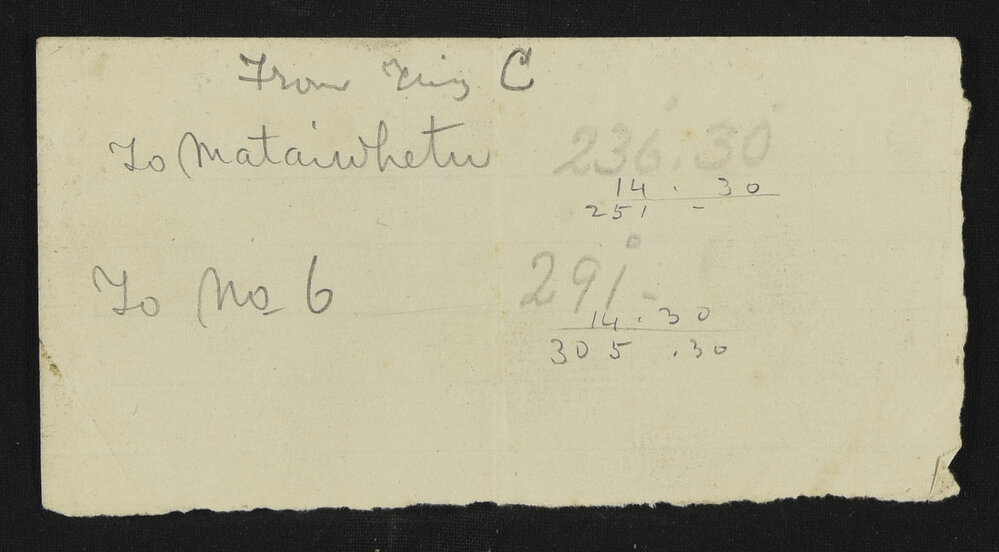 From Trig C
To Mataiwhetu 236°.30'
14 . 30
251 -
To No 6 291° -
14 . 30
305 .30